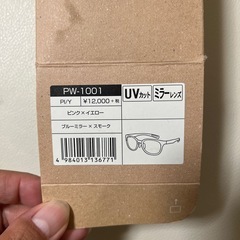 PW-1001
PI/Y ¥12,000+税
ピンク×イエロー
ブルーミラー×スモーク
4 984013 136771
UVカット
ミラーレンズ